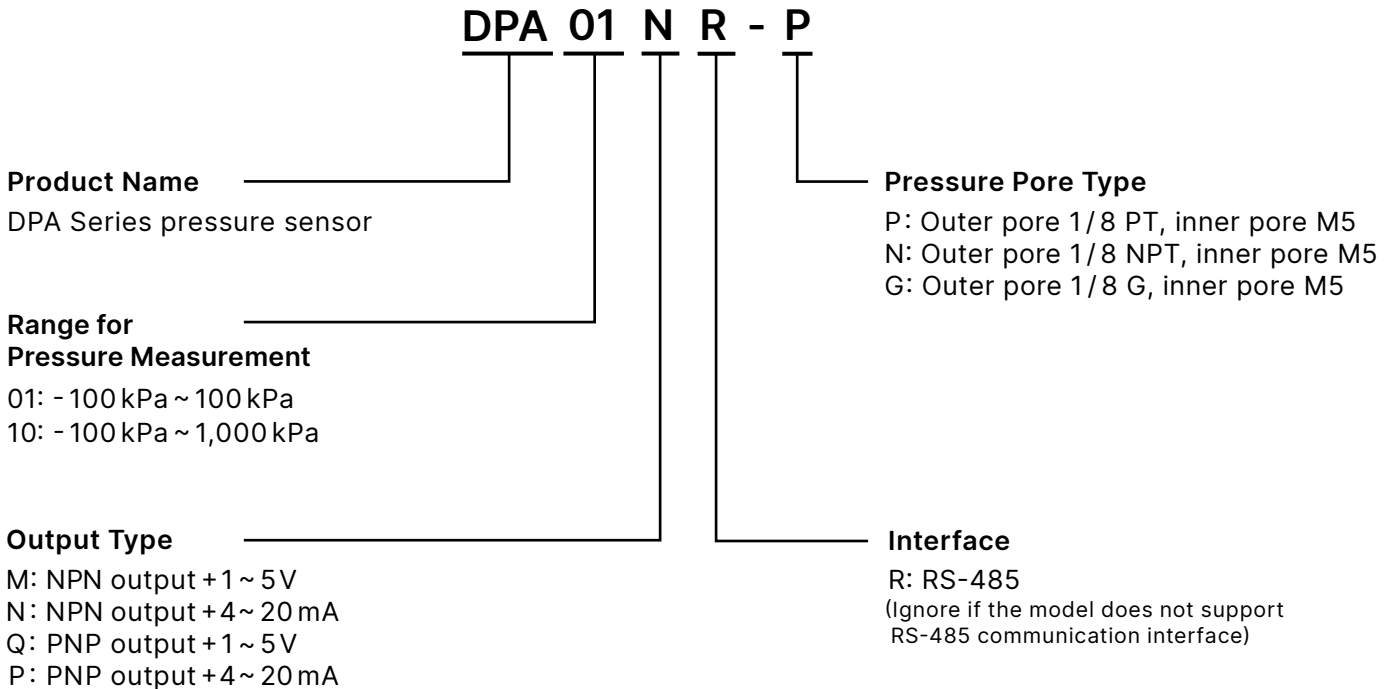 DPA 01 N R - P
Product Name
DPA Series pressure sensor
Range for
Pressure Measurement
01: -100 kPa ~ 100 kPa
10: -100 kPa ~ 1,000 kPa
Output Type
M: NPN output +1 ~ 5 V
N: NPN output +4~ 20 mA
Q: PNP output +1 ~ 5 V
P: PNP output +4~ 20 mA
Pressure Pore Type
P: Outer pore 1/8 PT, inner pore M5
N: Outer pore 1/8 NPT, inner pore M5
G: Outer pore 1/8 G, inner pore M5
Interface
R: RS-485
(Ignore if the model does not support
RS-485 communication interface)